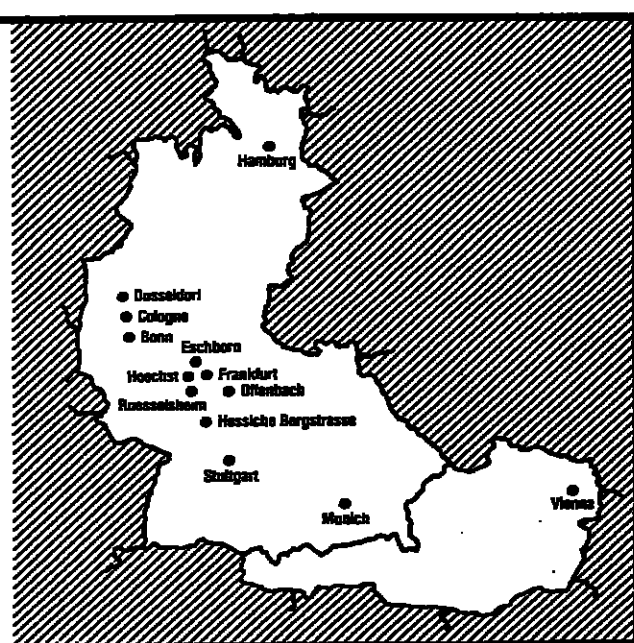 Hamburg
Dusseldorf
Cologne
Bonn
Eschborn
Hoechst
Frankfurt
Offenbach
Ruesselsheim
Hessiche Bergstrasse
Stuttgart
Munich
Vienna